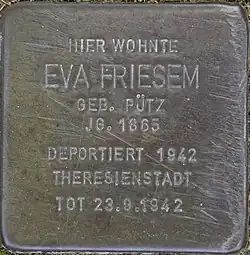 HIER WOHNTE
EVA FRIESEM
GEB. PÜTZ
JG. 1865
DEPORTIERT 1942
THERESIENSTADT
TOT 23.9.1942